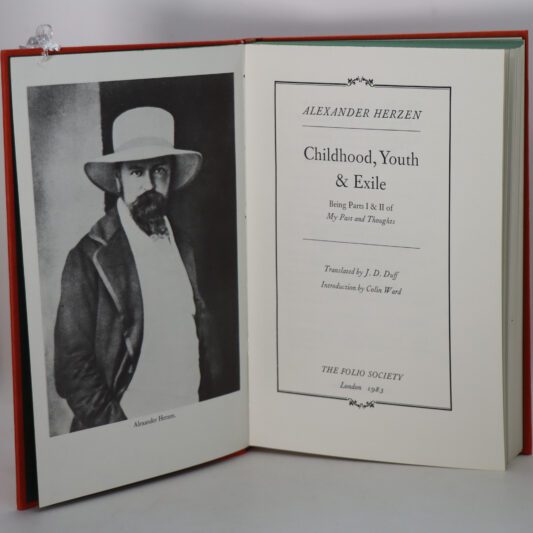 Alexander Herzen.
ALEXANDER HERZEN
Childhood, Youth
& Exile
Being Parts I & II of
My Past and Thoughts
Translated by J. D. Duff
Introduction by Colin Ward
THE FOLIO SOCIETY
London 1983